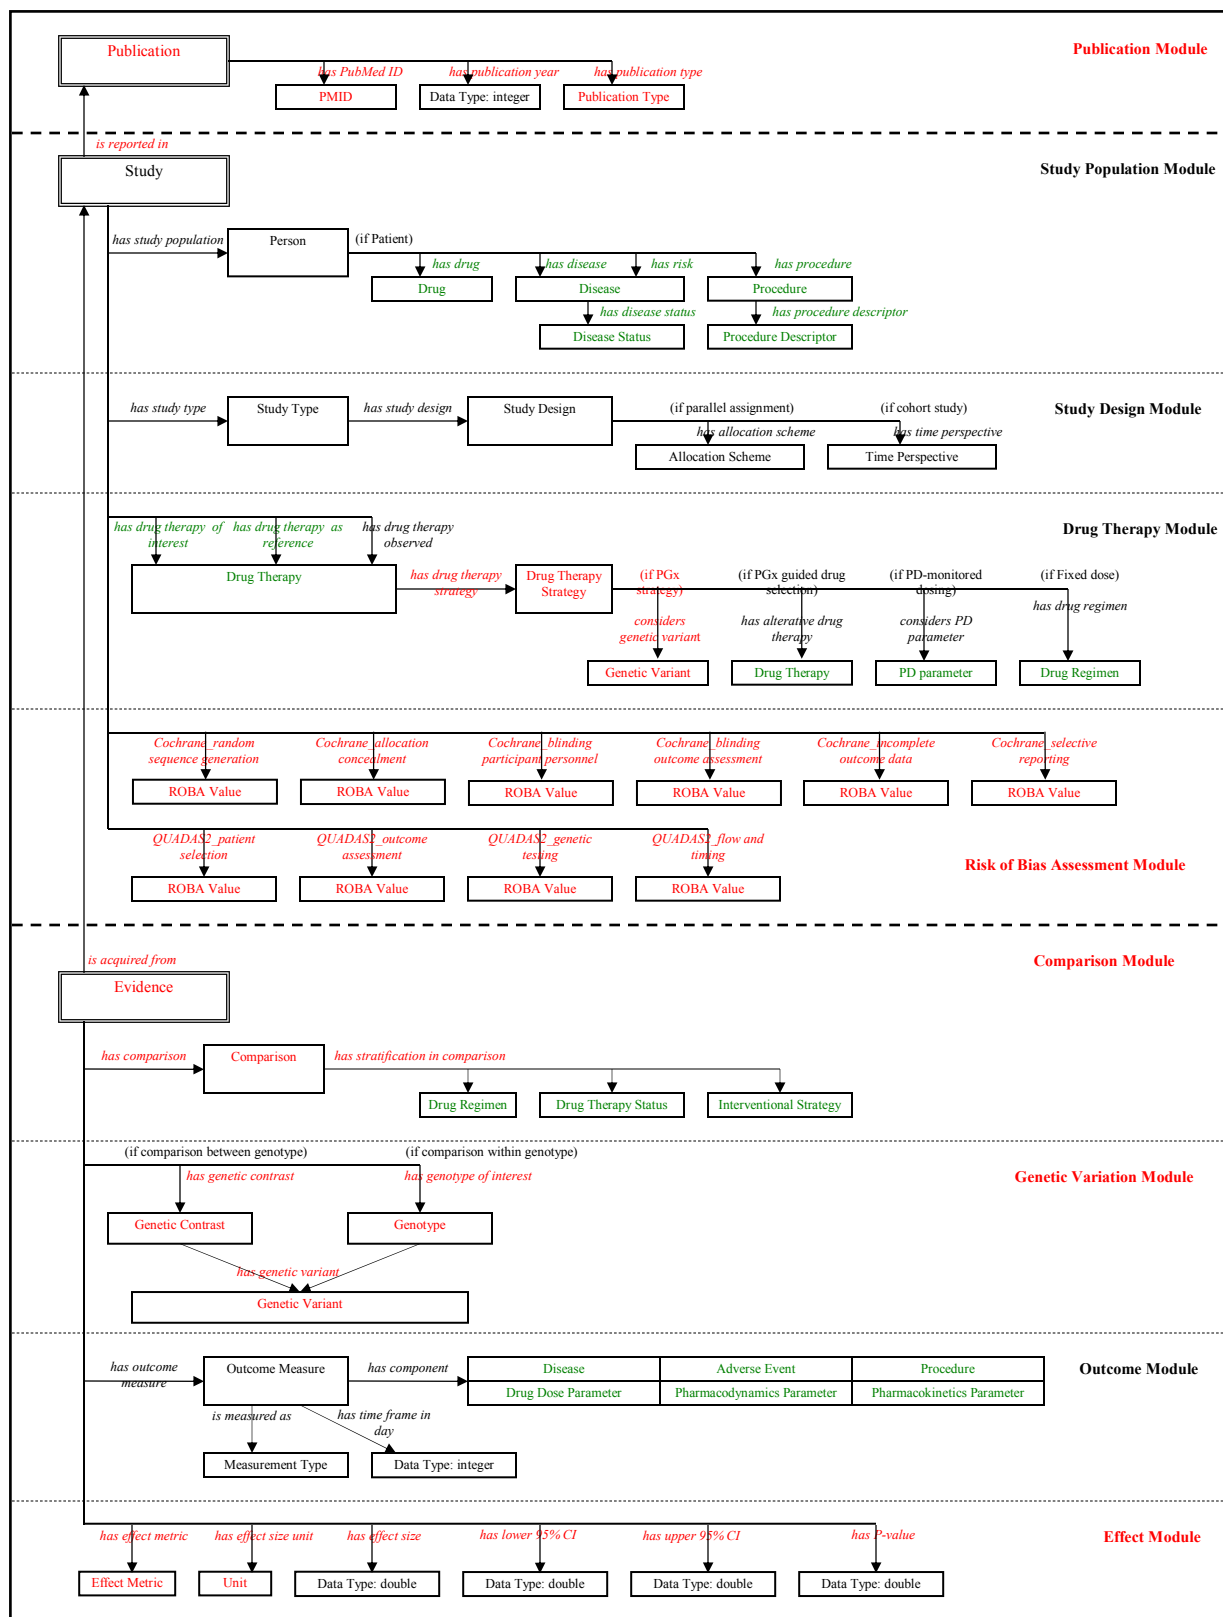 Publication
Publication Module
has PubMed ID
has publication year
has publication type
PMID
Data Type: integer
Publication Type
is reported in
Study
Study Population Module
has study population
Person
(if Patient)
has drug
has disease
has risk
has procedure
Drug
Disease
Procedure
has disease status
has procedure descriptor
Disease Status
Procedure Descriptor
has study type
Study Type
has study design
Study Design
(if parallel assignment)
(if cohort study)
Study Design Module
has allocation scheme
has time perspective
Allocation Scheme
Time Perspective
Drug Therapy Module
has drug therapy of
interest
has drug therapy as
reference
has drug therapy
observed
Drug Therapy
has drug therapy
strategy
Drug Therapy
Strategy
(if PGx
strategy)
(if PGx guided drug
selection)
(if PD-monitored
dosing)
(if Fixed dose)
has drug regimen
considers
genetic variant
has alterative drug
therapy
considers PD
parameter
Genetic Variant
Drug Therapy
PD parameter
Drug Regimen
Cochrane_random
sequence generation
Cochrane_allocation
concealment
Cochrane_blinding
participant personnel
Cochrane_blinding
outcome assessment
Cochrane_incomplete
outcome data
Cochrane_selective
reporting
ROBA Value
ROBA Value
ROBA Value
ROBA Value
ROBA Value
ROBA Value
QUADAS2_patient
selection
QUADAS2_outcome
assessment
QUADAS2_genetic
testing
QUADAS2_flow and
timing
Risk of Bias Assessment Module
ROBA Value
ROBA Value
ROBA Value
ROBA Value
is acquired from
Comparison Module
Evidence
has comparison
Comparison
has stratification in comparison
Drug Regimen
Drug Therapy Status
Interventional Strategy
(if comparison between genotype)
(if comparison within genotype)
has genetic contrast
has genotype of interest
Genetic Variation Module
Genetic Contrast
Genotype
has genetic variant
Genetic Variant
has outcome
measure
Outcome Measure
has component
Disease
Adverse Event
Procedure
Outcome Module
Drug Dose Parameter
Pharmacodynamics Parameter
Pharmacokinetics Parameter
is measured as
has time frame in
day
Measurement Type
Data Type: integer
has effect metric
has effect size unit
has effect size
has lower 95% CI
has upper 95% CI
has P-value
Effect Module
Effect Metric
Unit
Data Type: double
Data Type: double
Data Type: double
Data Type: double